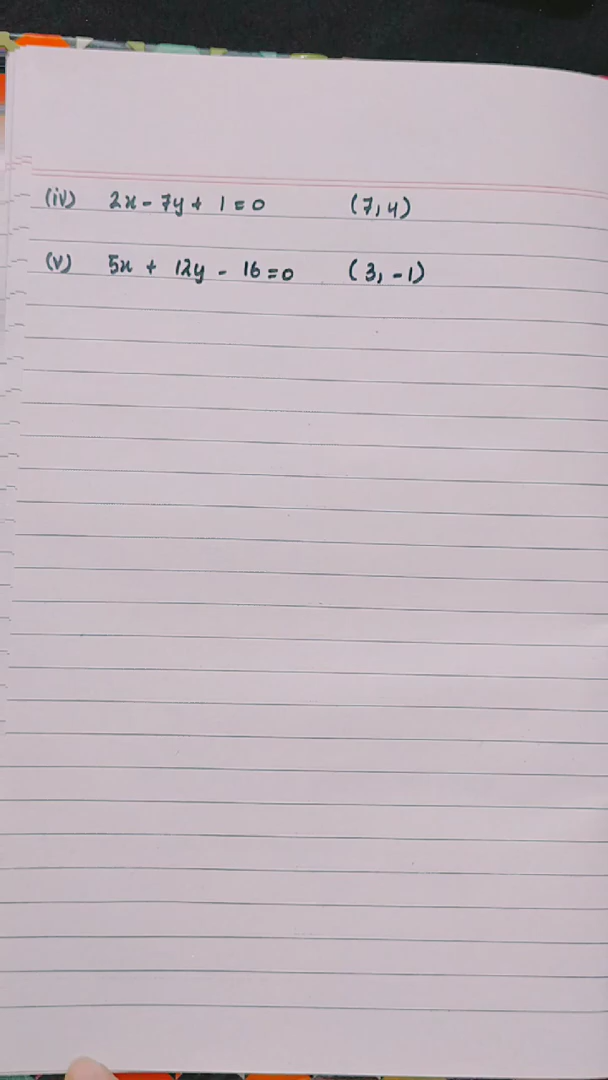 (iv) 2x - 7y + 1 = 0 (7, 4)
(v) 5x + 12y - 16 = 0 (3, -1)